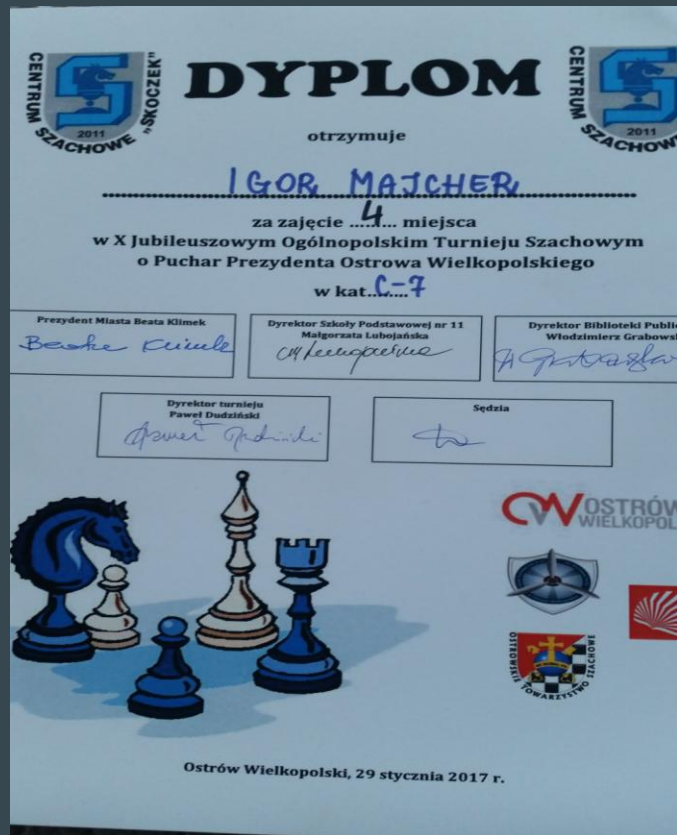 CENTRUM SZACHOWE „SKOCZEK"
2011
DYPLOM
CENTRUM SZACHOWE
2011
otrzymuje
IGOR MAJCHER
za zajęcie ...4... miejsca
w X Jubileuszowym Ogólnopolskim Turnieju Szachowym
o Puchar Prezydenta Ostrowa Wielkopolskiego
w kat. C-7
Prezydent Miasta Beata Klimek
Beata Klimek
Dyrektor Szkoły Podstawowej nr 11
Małgorzata Lubojańska
Dyrektor Biblioteki Public
Włodzimierz Grabowsk
Dyrektor turnieju
Paweł Dudziński
Paweł Dudziński
Sędzia
OSTRÓW
WIELKOPOL
OSTROWSKIE TOWARZYSTWO SZACHOWE
Ostrów Wielkopolski, 29 stycznia 2017 r.